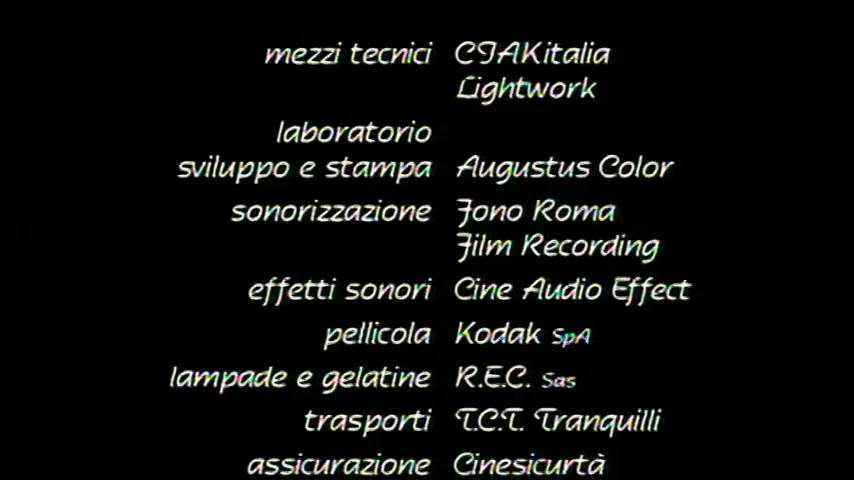 mezzi tecnici CIAKitalia
Lightwork
laboratorio
sviluppo e stampa Augustus Color
sonorizzazione Fono Roma
Film Recording
effetti sonori Cine Audio Effect
pellicola Kodak SpA
lampade e gelatine R.E.C. Sas
trasporti T.C.T. Tranquilli
assicurazione Cinesicurtà